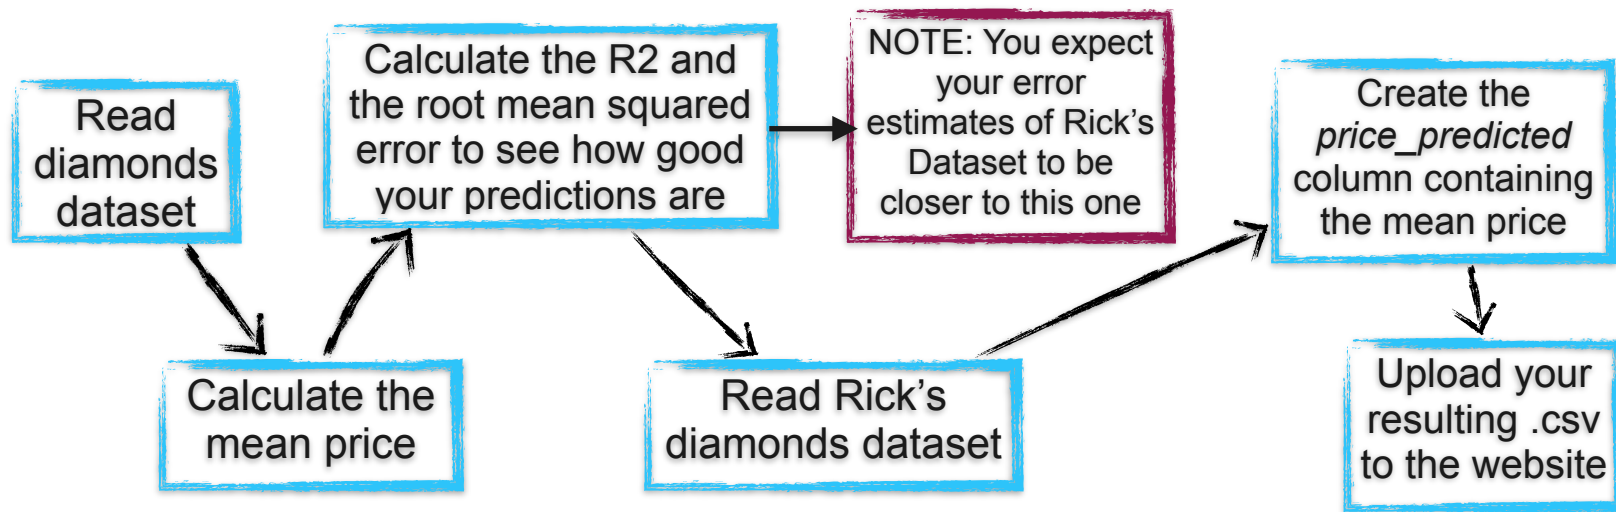 Read
diamonds
dataset
Calculate the
mean price
Calculate the R2 and
the root mean squared
error to see how good
your predictions are
NOTE: You expect
your error
estimates of Rick’s
Dataset to be
closer to this one
Read Rick’s
diamonds dataset
Create the
price_predicted
column containing
the mean price
Upload your
resulting .csv
to the website